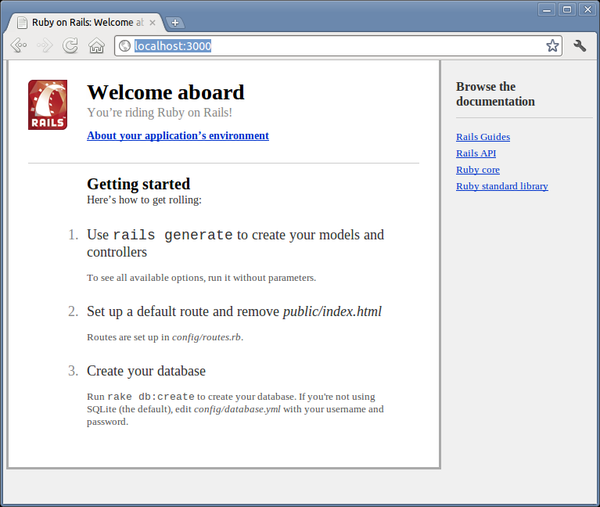 Ruby on Rails: Welcome ab
localhost:3000
RAILS
Welcome aboard
You're riding Ruby on Rails!
About your application's environment
Getting started
Here's how to get rolling:
1. Use rails generate to create your models and
controllers
To see all available options, run it without parameters.
2. Set up a default route and remove public/index.html
Routes are set up in config/routes.rb.
3. Create your database
Run rake db:create to create your database. If you're not using
SQLite (the default), edit config/database.yml with your username and
password.
Browse the
documentation
Rails Guides
Rails API
Ruby core
Ruby standard library